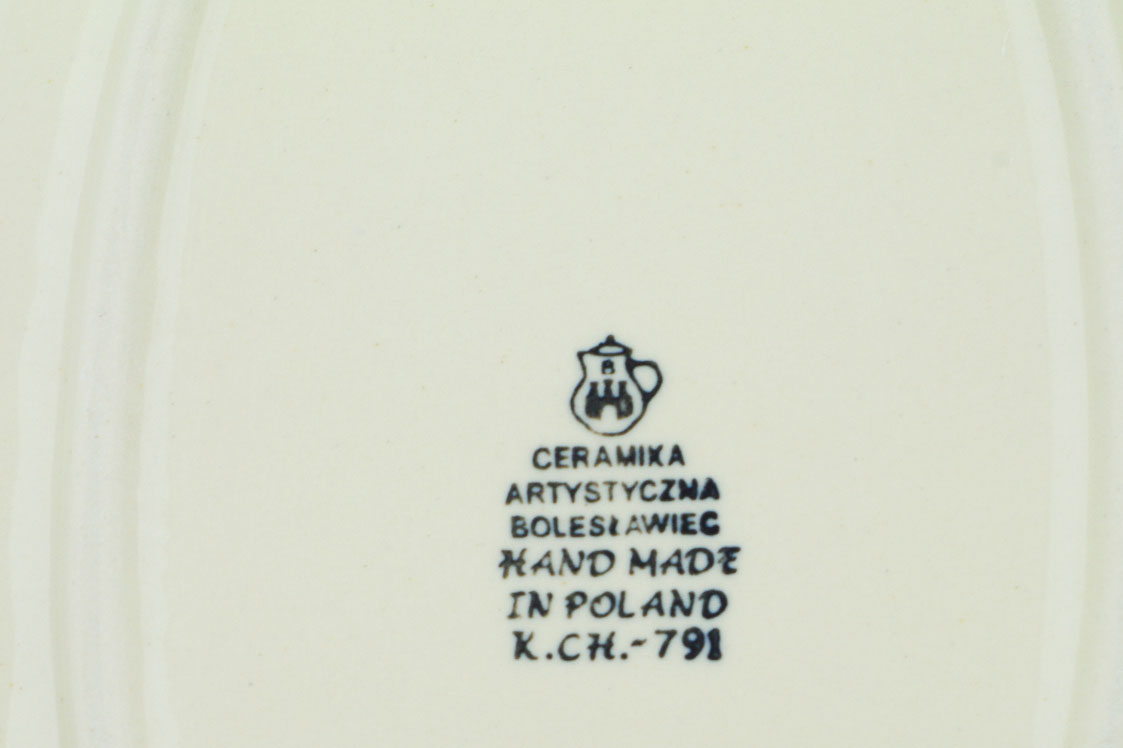 B
CERAMIKA
ARTYSTYCZNA
BOLESŁAWIEC
HAND MADE
IN POLAND
K.CH.-791